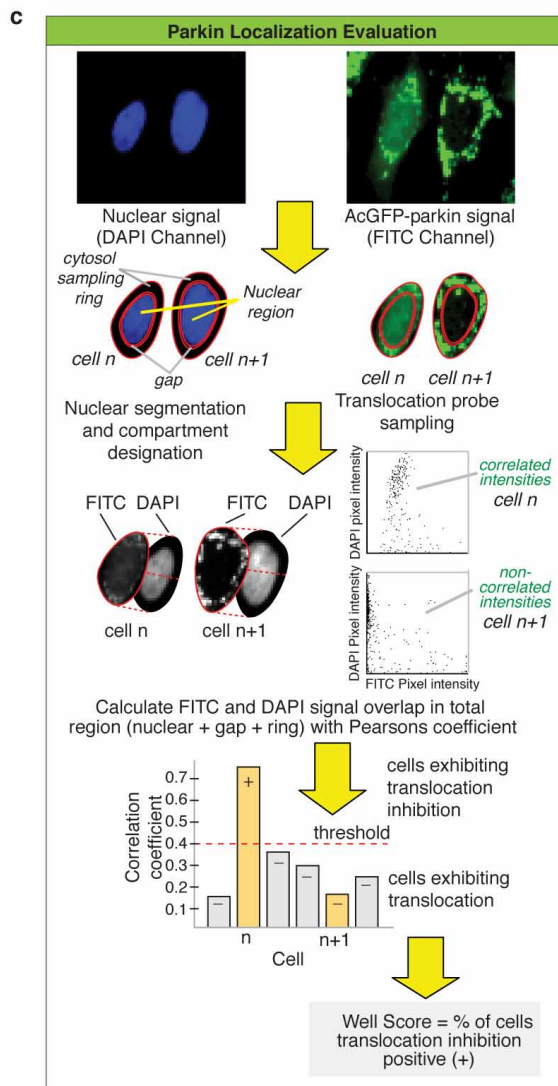 c
Parkin Localization Evaluation
Nuclear signal
(DAPI Channel)
AcGFP-parkin signal
(FITC Channel)
cytosol
sampling
ring
Nuclear
region
cell n
gap
cell n+1
cell n
cell n+1
Nuclear segmentation
and compartment
designation
Translocation probe
sampling
FITC
DAPI
FITC
DAPI
cell n
cell n+1
DAPI pixel intensity
correlated
intensities
cell n
DAPI Pixel intensity
non-
correlated
intensities
cell n+1
FITC Pixel intensity
Calculate FITC and DAPI signal overlap in total
region (nuclear + gap + ring) with Pearsons coefficient
Correlation
coefficient
0.7
0.6
0.5
0.4
0.3
0.2
0.1
+
−
−
−
−
−
threshold
n
n+1
Cell
cells exhibiting
translocation
inhibition
cells exhibiting
translocation
Well Score = % of cells
translocation inhibition
positive (+)